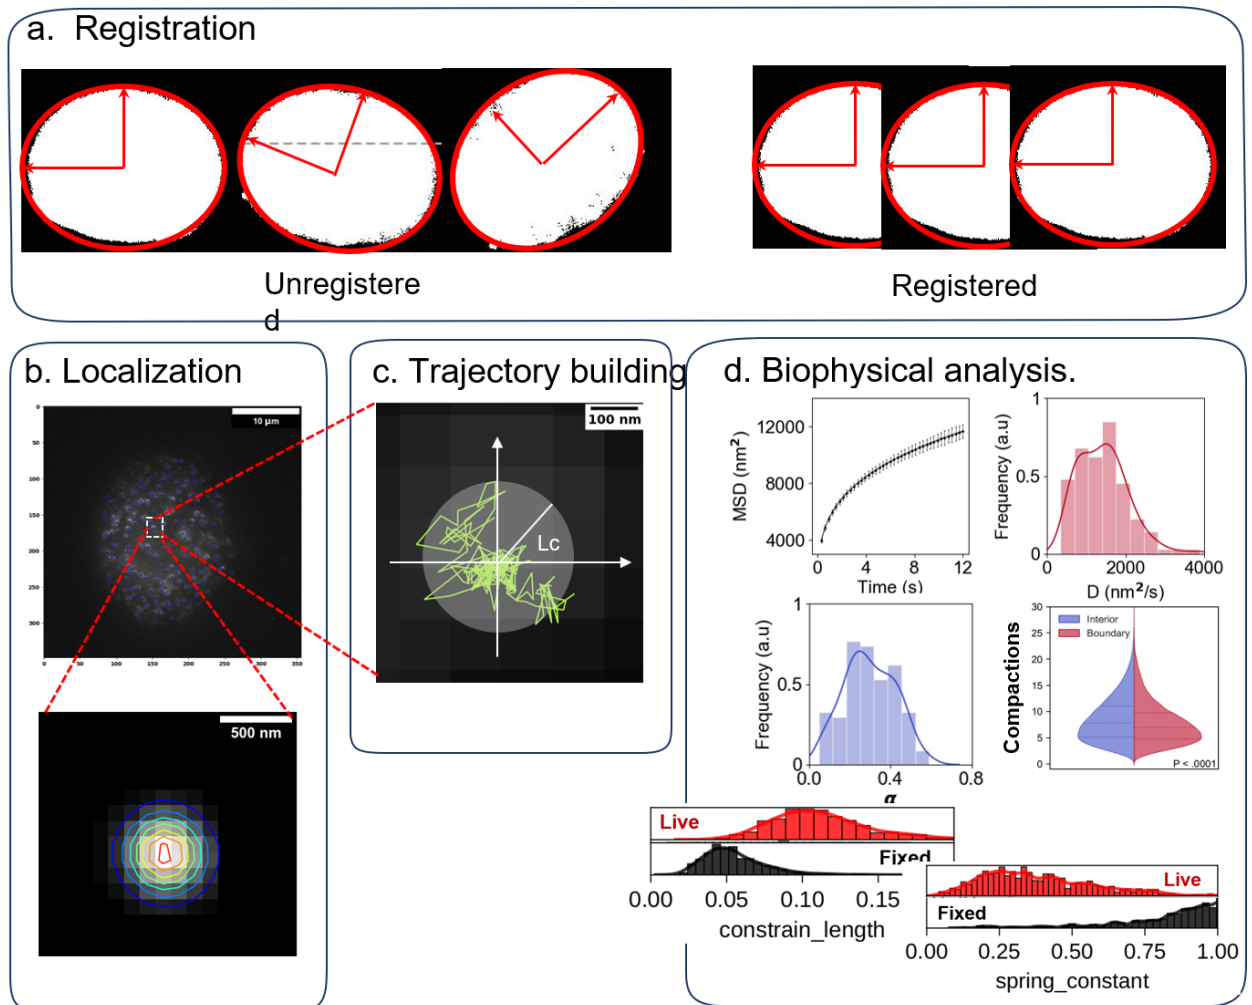 a. Registration
Unregistere
d
Registered
b. Localization
10 μm
0
50
100
150
200
250
300
0 50 100 150 200 250 300 350
500 nm
c. Trajectory building
100 nm
Lc
d. Biophysical analysis.
MSD (nm²)
12000
8000
4000
0 4 8 12
Time (s)
Frequency (a.u)
1
0.5
0
0 2000 4000
D (nm²/s)
Frequency (a.u)
1
0.5
0
0.0 0.4 0.8
α
Compactions
30
25
20
15
10
5
0
Interior
Boundary
P < .0001
Live
Fixed
0.00 0.05 0.10 0.15
constrain_length
Live
Fixed
0.00 0.25 0.50 0.75 1.00
spring_constant